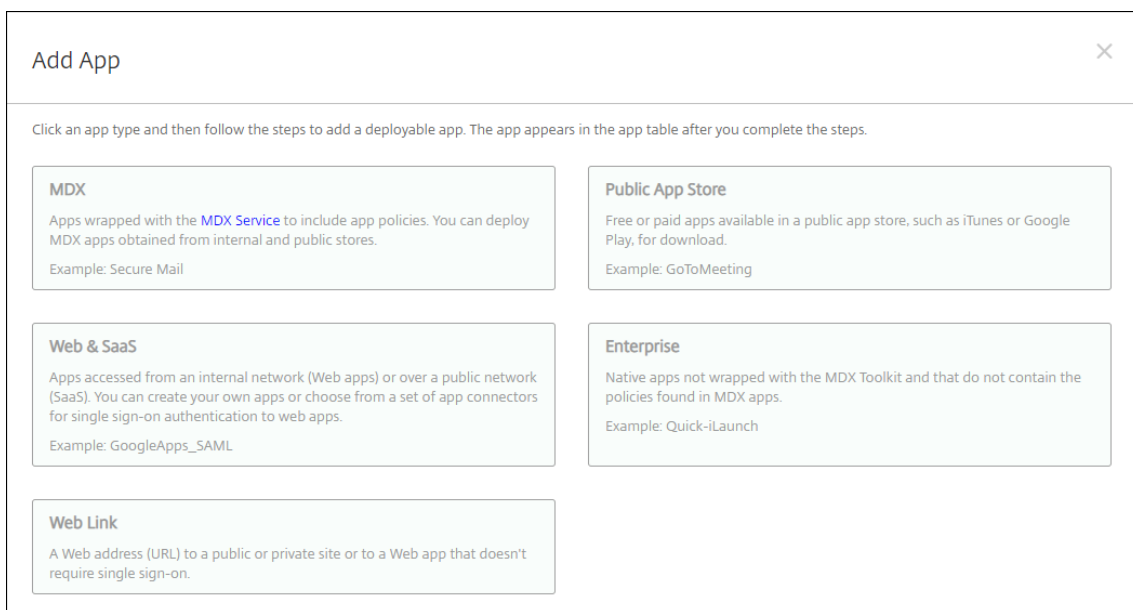 Add App
Click an app type and then follow the steps to add a deployable app. The app appears in the app table after you complete the steps.
MDX
Apps wrapped with the MDX Service to include app policies. You can deploy
MDX apps obtained from internal and public stores.
Example: Secure Mail
Public App Store
Free or paid apps available in a public app store, such as iTunes or Google
Play, for download.
Example: GoToMeeting
Web & SaaS
Apps accessed from an internal network (Web apps) or over a public network
(SaaS). You can create your own apps or choose from a set of app connectors
for single sign-on authentication to web apps.
Example: GoogleApps_SAML
Enterprise
Native apps not wrapped with the MDX Toolkit and that do not contain the
policies found in MDX apps.
Example: Quick-iLaunch
Web Link
A Web address (URL) to a public or private site or to a Web app that doesn't
require single sign-on.